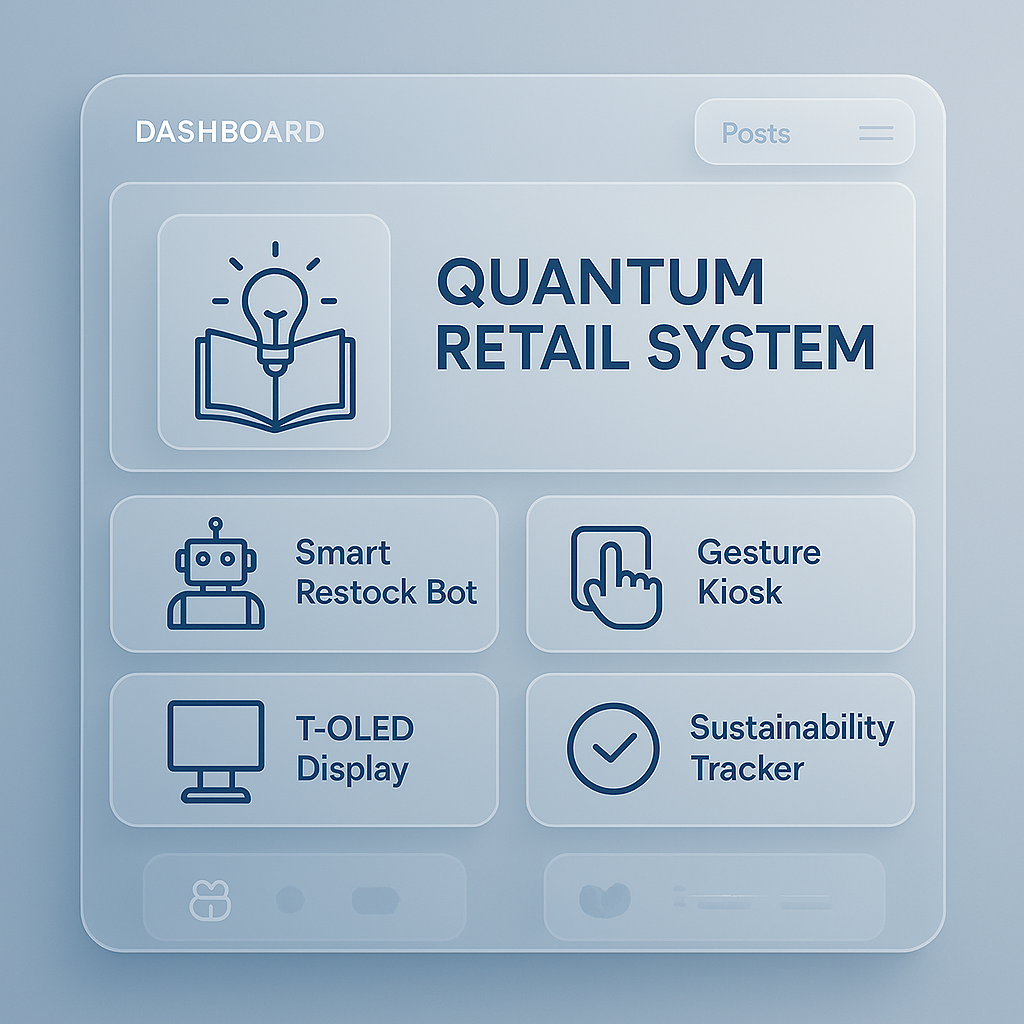 DASHBOARD
Posts
QUANTUM
RETAIL SYSTEM
Smart
Restock Bot
Gesture
Kiosk
T-OLED
Display
Sustainability
Tracker